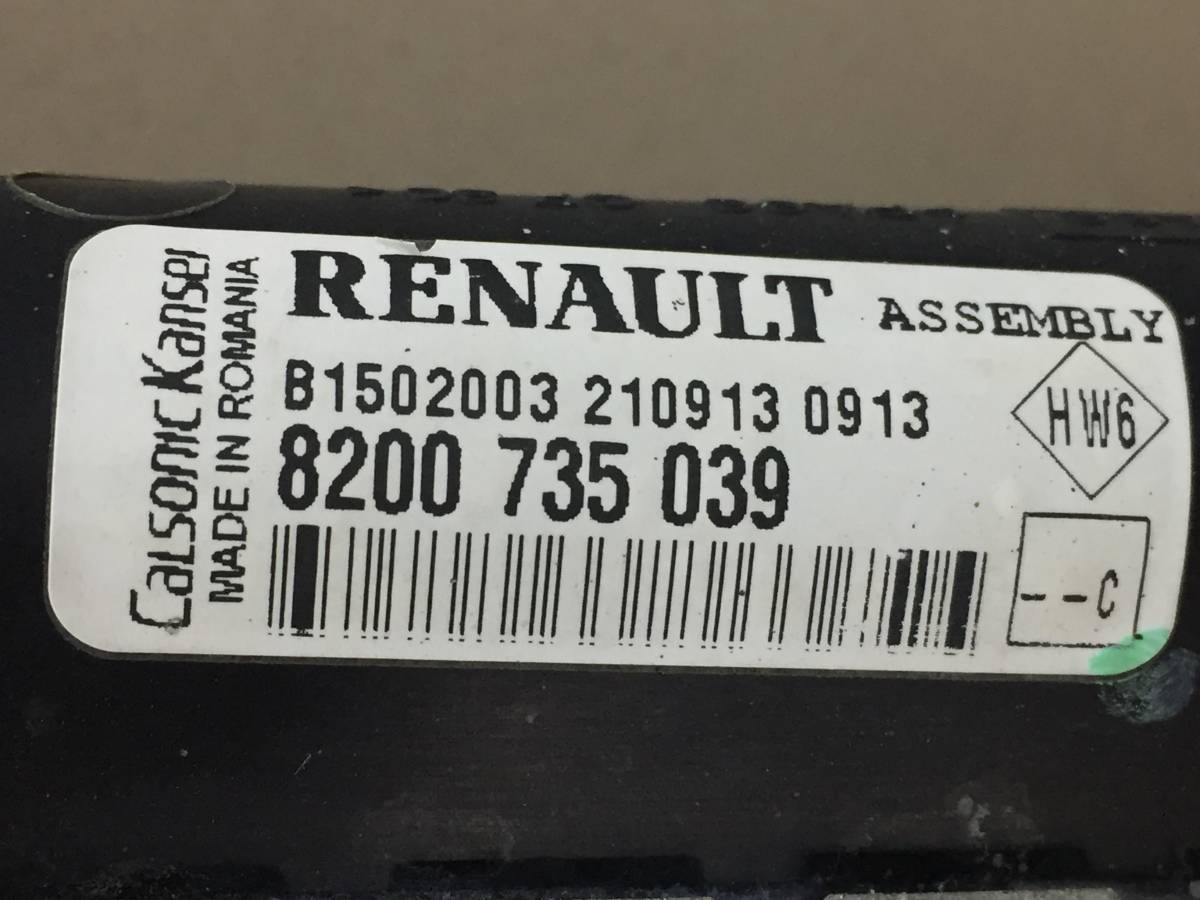 Calsonic Kansei
MADE IN ROMANIA
RENAULT ASSEMBLY
B1502003 210913 0913
HW6
8200 735 039
--C